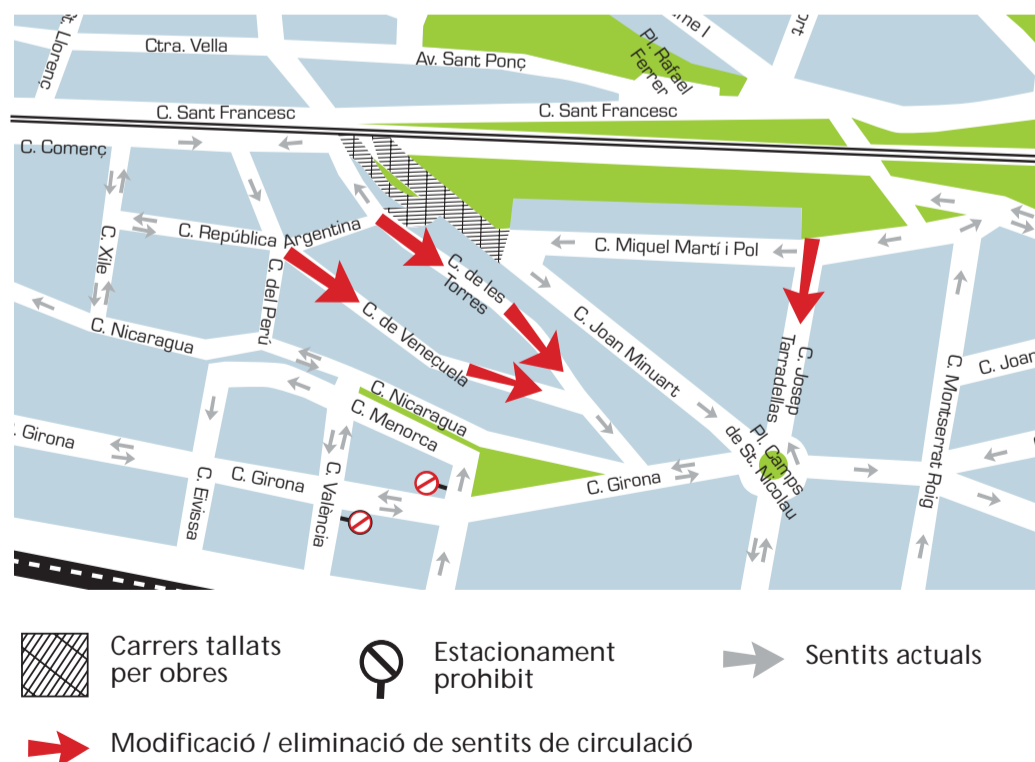 St. Llorenç
Ctra. Vella
Av. Sant Ponç
Pl. Rafael
Ferrer
C. Sant Francesc
C. Sant Francesc
C. Comerç
C. Xile
C. República Argentina
C. del Perú
C. de les
Torres
C. Miquel Martí i Pol
C. Nicaragua
C. de Veneçuela
C. Joan Minuart
C. Josep
Tarradellas
C. Montserrat Roig
C. Joan
C. Nicaragua
C. Menorca
Pl. Camps
de St. Nicolau
. Girona
C. Girona
C. Girona
C. Eivissa
C. València
Carrers tallats
per obres
Estacionament
prohibit
Sentits actuals
Modificació / eliminació de sentits de circulació